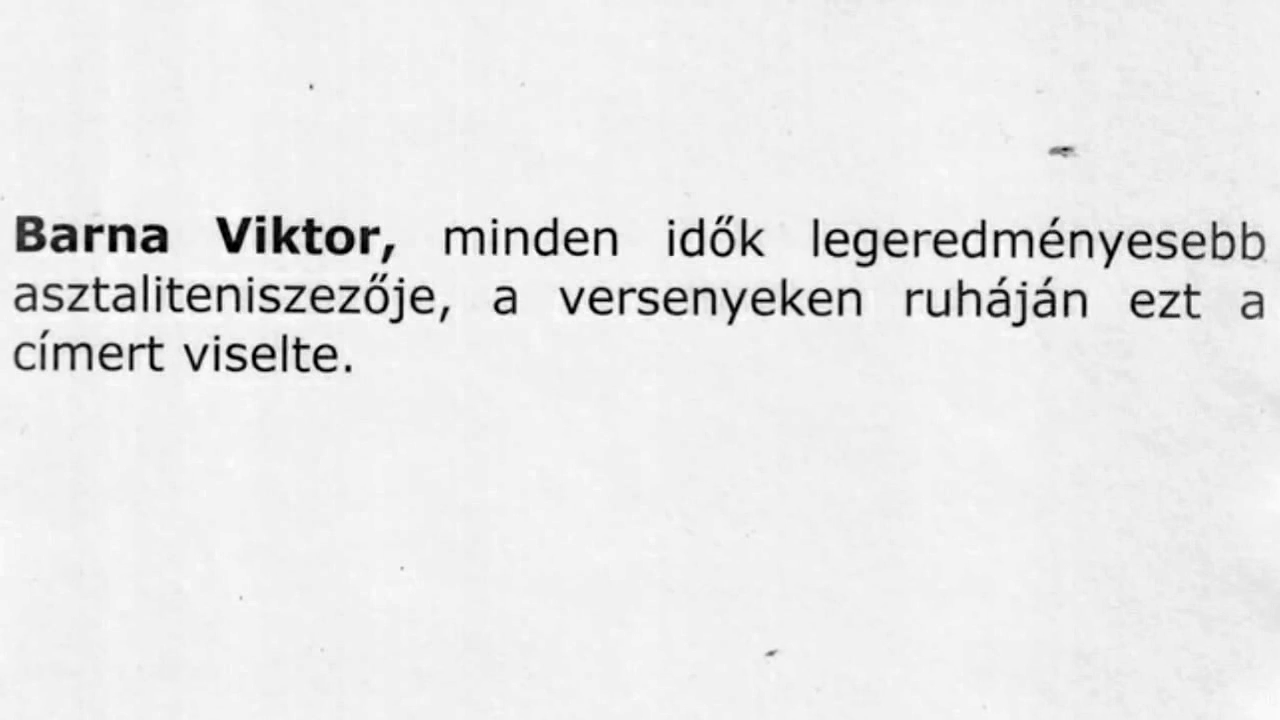 Barna Viktor, minden idők legeredményesebb
asztaliteniszezője, a versenyeken ruháján ezt a
címert viselte.